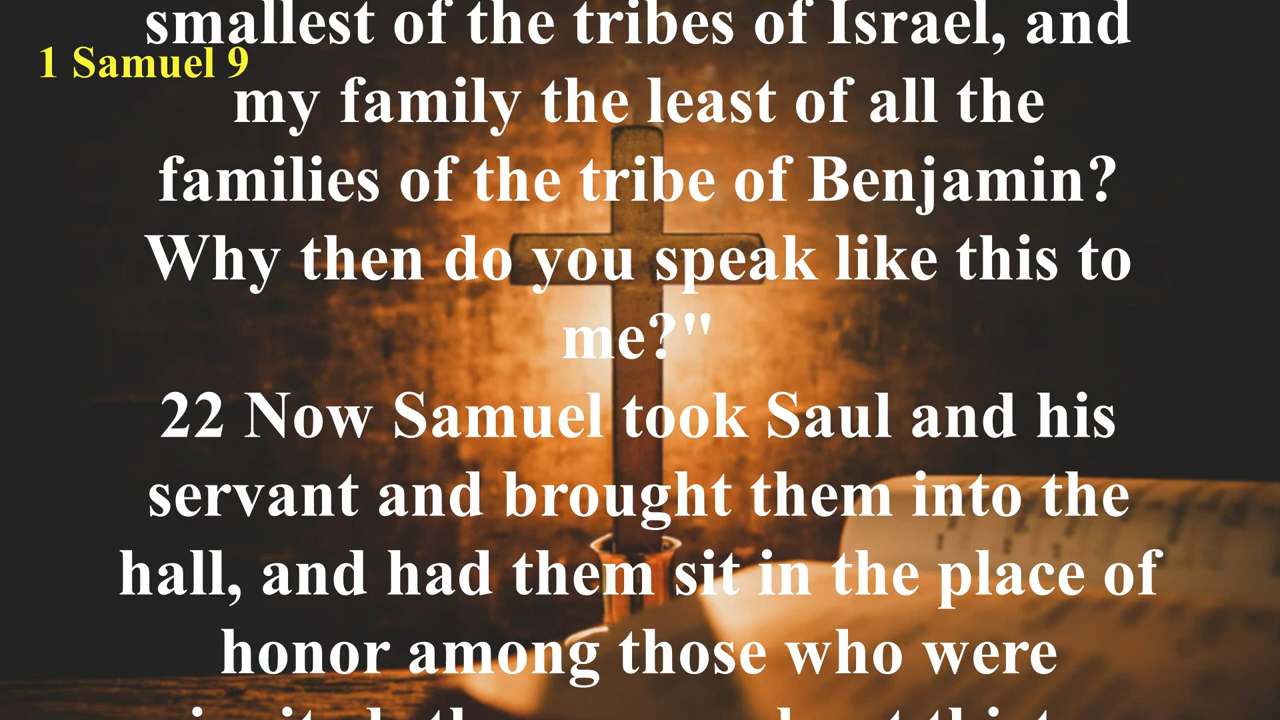 smallest of the tribes of Israel, and
1 Samuel 9
my family the least of all the
families of the tribe of Benjamin?
Why then do you speak like this to
me?"
22 Now Samuel took Saul and his
servant and brought them into the
hall, and had them sit in the place of
honor among those who were